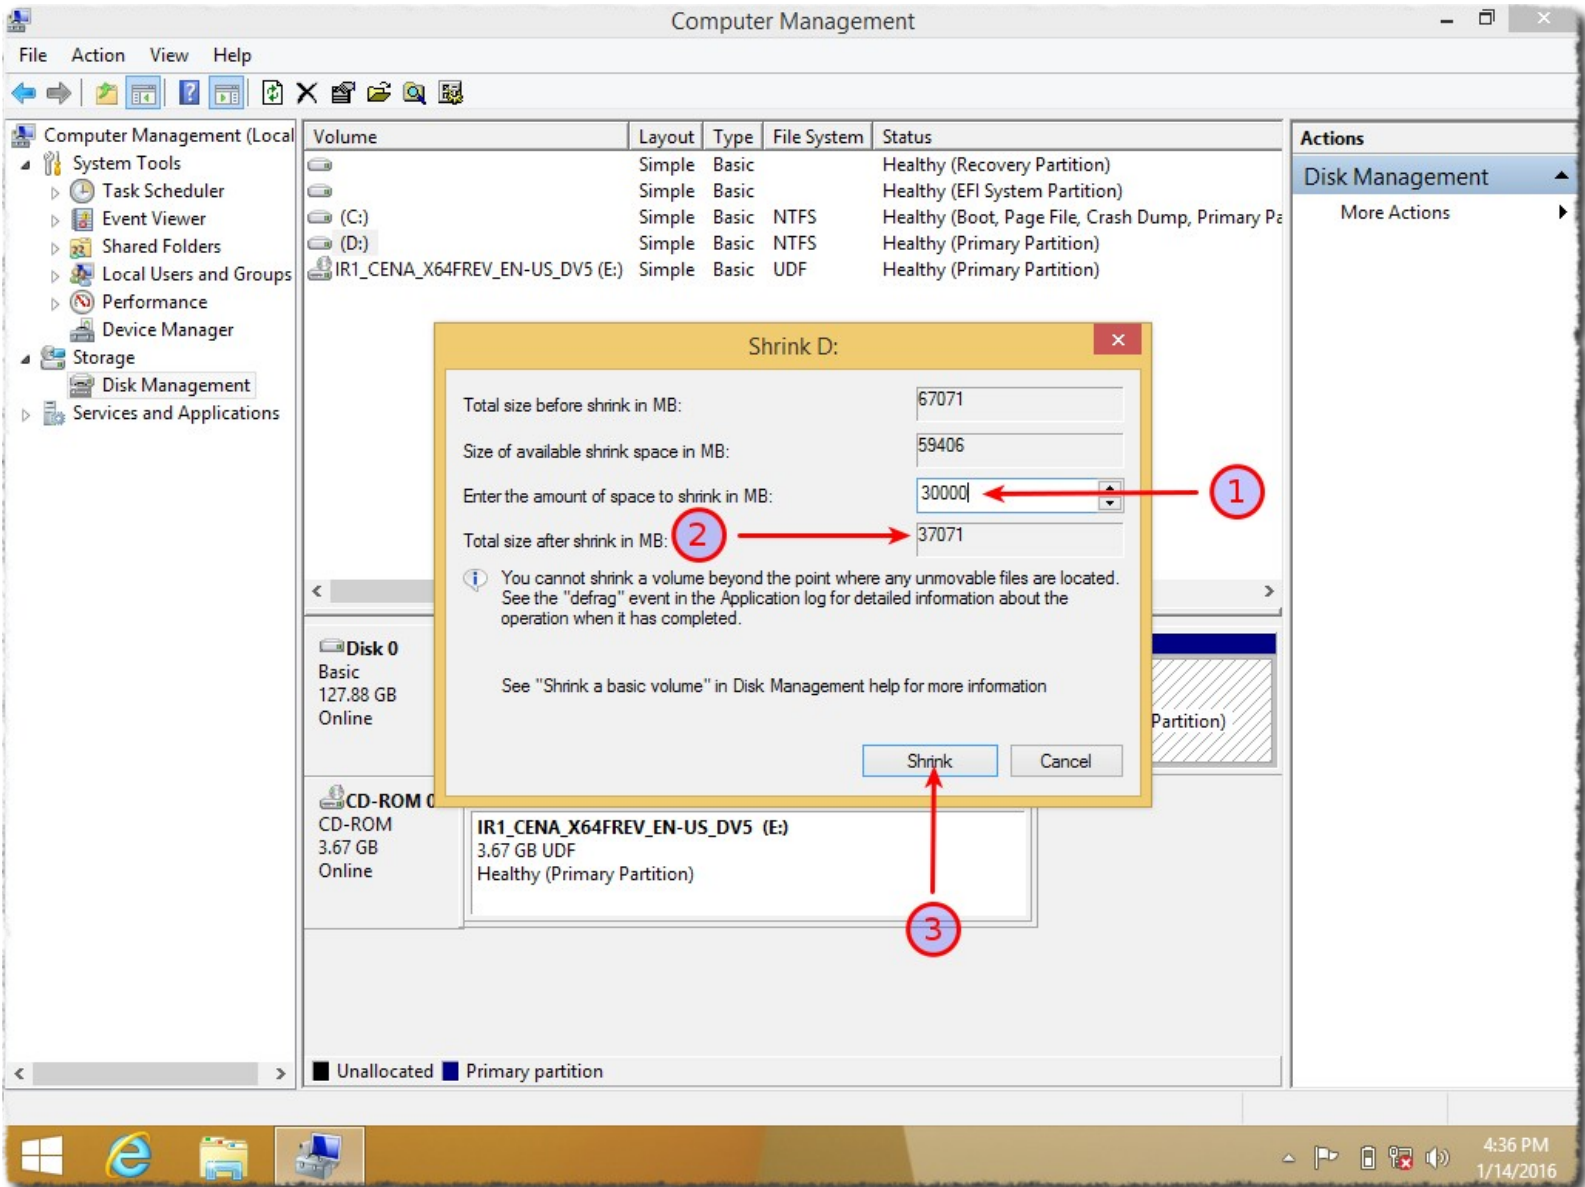 Computer Management
File Action View Help
Computer Management (Local
System Tools
Task Scheduler
Event Viewer
Shared Folders
Local Users and Groups
Performance
Device Manager
Storage
Disk Management
Services and Applications
Volume Layout Type File System Status
Simple Basic Healthy (Recovery Partition)
Simple Basic Healthy (EFI System Partition)
(C:) Simple Basic NTFS Healthy (Boot, Page File, Crash Dump, Primary Pa
(D:) Simple Basic NTFS Healthy (Primary Partition)
IR1_CENA_X64FREV_EN-US_DV5 (E:) Simple Basic UDF Healthy (Primary Partition)
Actions
Disk Management
More Actions
Shrink D:
Total size before shrink in MB: 67071
Size of available shrink space in MB: 59406
Enter the amount of space to shrink in MB: 30000 1
Total size after shrink in MB: 2 37071
You cannot shrink a volume beyond the point where any unmovable files are located.
See the "defrag" event in the Application log for detailed information about the
operation when it has completed.
See "Shrink a basic volume" in Disk Management help for more information
Shrink Cancel
3
Disk 0
Basic
127.88 GB
Online
Partition)
CD-ROM 0
CD-ROM
3.67 GB
Online
IR1_CENA_X64FREV_EN-US_DV5 (E:)
3.67 GB UDF
Healthy (Primary Partition)
Unallocated Primary partition
4:36 PM
1/14/2016